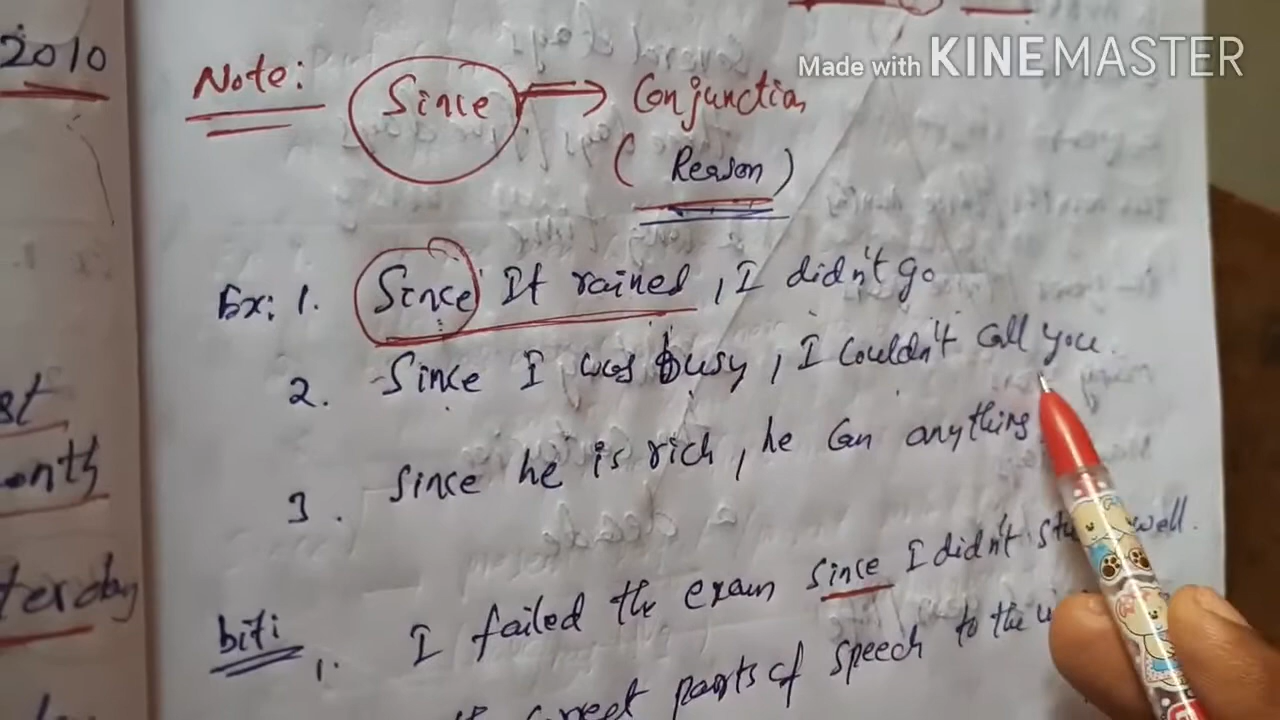 Made with KINEMASTER
2010
Note: Since → Conjunction
(Reason)
Ex: 1. Since It rained, I didn't go
2. Since I was busy, I couldn't call you.
3. Since he is rich, he Can anything
bit:
1. I failed the exam since I didn't well.
parts of speech to the